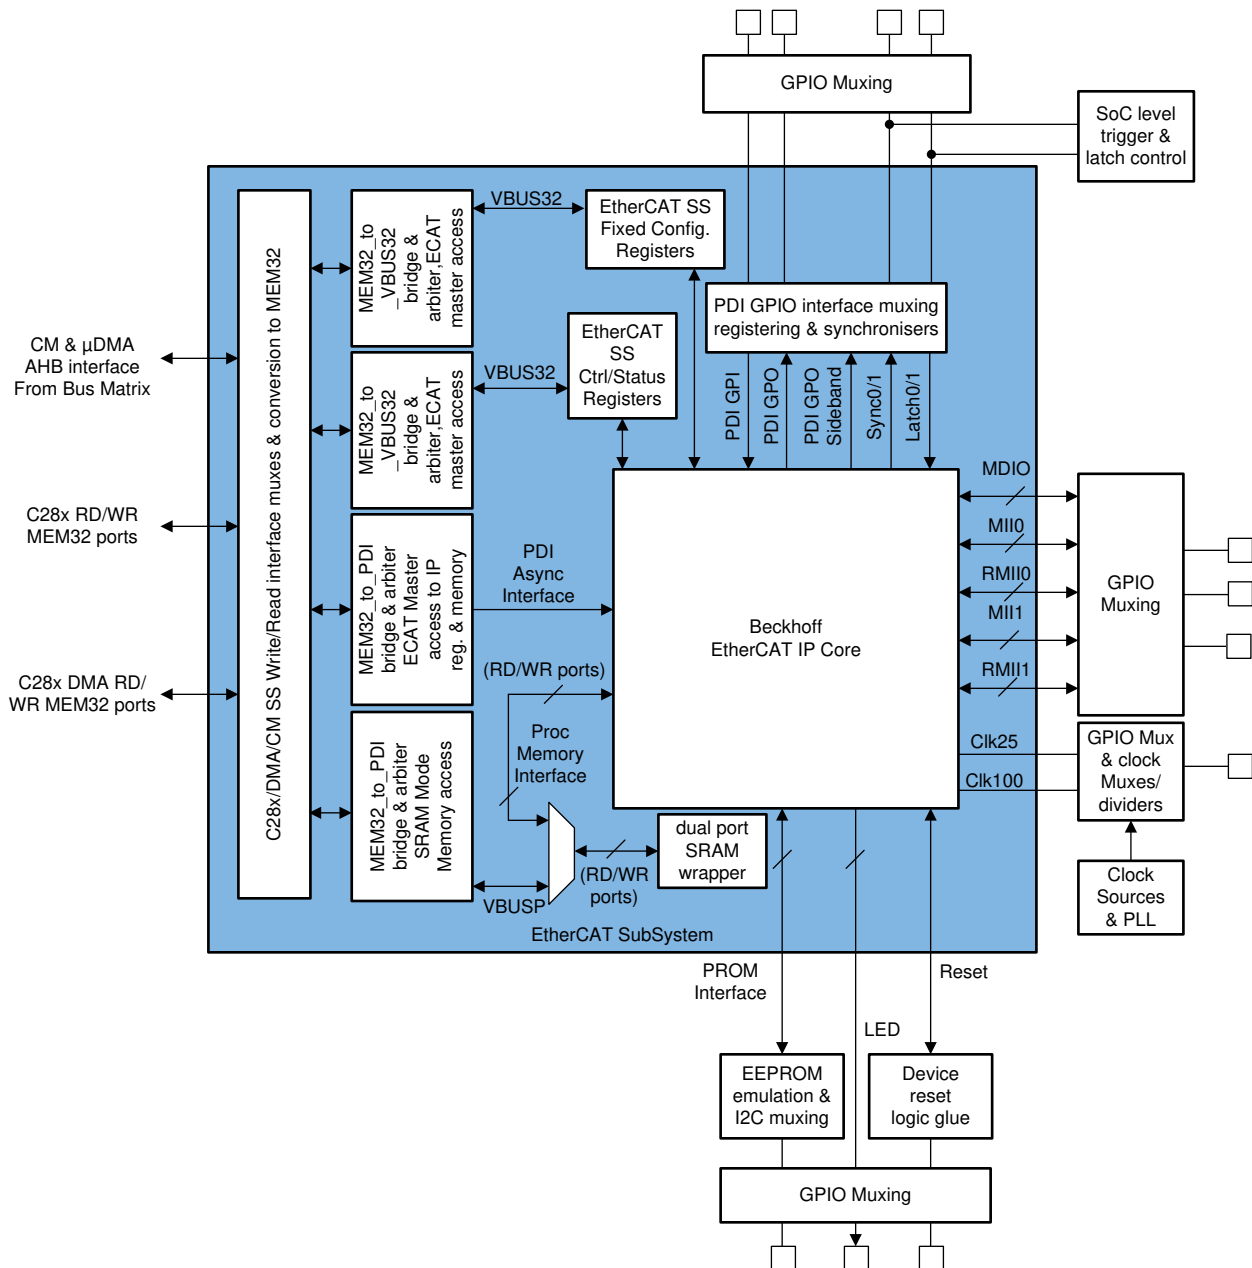 GPIO Muxing
SoC level
trigger &
latch control
C28x/DMA/CM SS Write/Read interface muxes & conversion to MEM32
MEM32_to
_VBUS32
bridge &
arbiter,ECAT
master access
VBUS32
EtherCAT SS
Fixed Config.
Registers
PDI GPIO interface muxing
registering & synchronisers
CM & µDMA
AHB interface
From Bus Matrix
MEM32_to
_VBUS32
bridge &
arbiter,ECAT
master access
VBUS32
EtherCAT
SS
Ctrl/Status
Registers
PDI GPI
PDI GPO
PDI GPO
Sideband
Sync0/1
Latch0/1
C28x RD/WR
MEM32 ports
MEM32_to_PDI
bridge & arbiter
ECAT Master
access to IP
reg. & memory
PDI
Async
Interface
Beckhoff
EtherCAT IP Core
MDIO
MII0
RMII0
MII1
RMII1
GPIO
Muxing
C28x DMA RD/
WR MEM32 ports
(RD/WR ports)
Proc
Memory
Interface
MEM32_to_PDI
bridge & arbiter
SRAM Mode
Memory access
VBUSP
(RD/WR
ports)
dual port
SRAM
wrapper
Clk25
Clk100
GPIO Mux
& clock
Muxes/
dividers
Clock
Sources
& PLL
EtherCAT SubSystem
PROM
Interface
LED
Reset
EEPROM
emulation &
I2C muxing
Device
reset
logic glue
GPIO Muxing